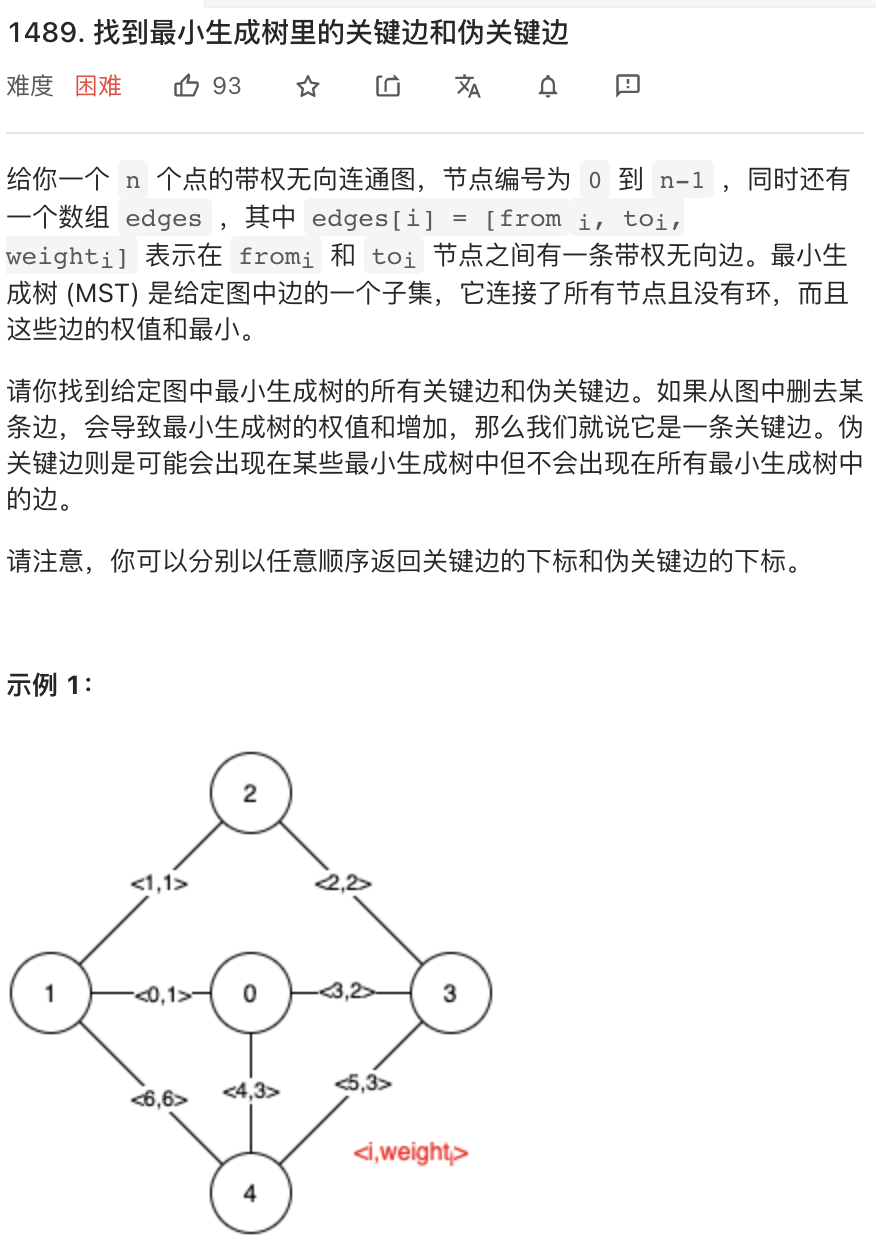 1489. 找到最小生成树里的关键边和伪关键边
难度 困难 93
给你一个 n 个点的带权无向连通图，节点编号为 0 到 n-1 ，同时还有
一个数组 edges ，其中 edges[i] = [from i, toi,
weighti] 表示在 fromi 和 toi 节点之间有一条带权无向边。最小生
成树 (MST) 是给定图中边的一个子集，它连接了所有节点且没有环，而且
这些边的权值和最小。
请你找到给定图中最小生成树的所有关键边和伪关键边。如果从图中删去某
条边，会导致最小生成树的权值和增加，那么我们就说它是一条关键边。伪
关键边则是可能会出现在某些最小生成树中但不会出现在所有最小生成树中
的边。
请注意，你可以分别以任意顺序返回关键边的下标和伪关键边的下标。
示例 1：
2
<1,1> <2,2>
1 <0,1> 0 <3,2> 3
<6,6> <4,3> <5,3>
<i,weighti>
4